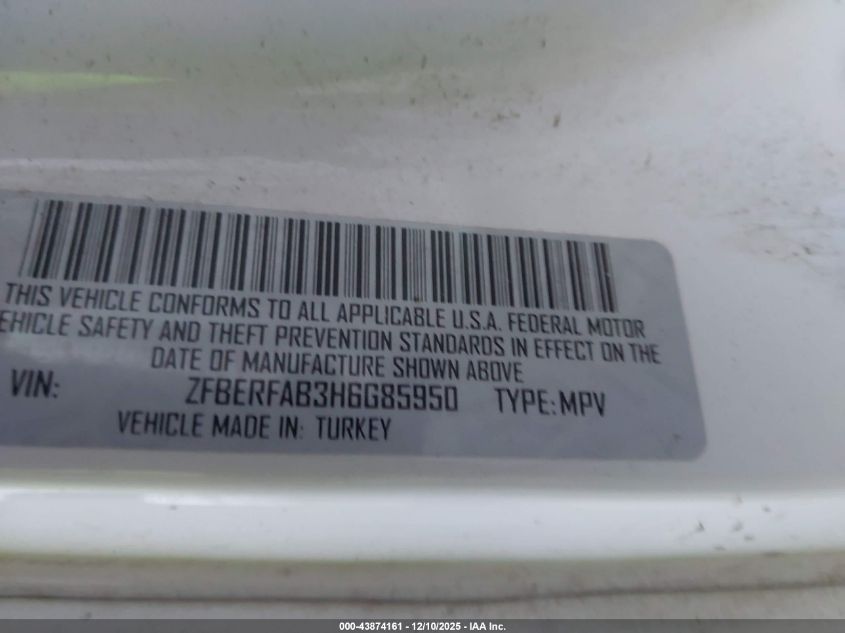 THIS VEHICLE CONFORMS TO ALL APPLICABLE U.S.A. FEDERAL MOTOR
VEHICLE SAFETY AND THEFT PREVENTION STANDARDS IN EFFECT ON THE
DATE OF MANUFACTURE SHOWN ABOVE
VIN: ZFBERFAB3H6G85950 TYPE: MPV
VEHICLE MADE IN: TURKEY
000-43874161 - 12/10/2025 - IAA Inc.